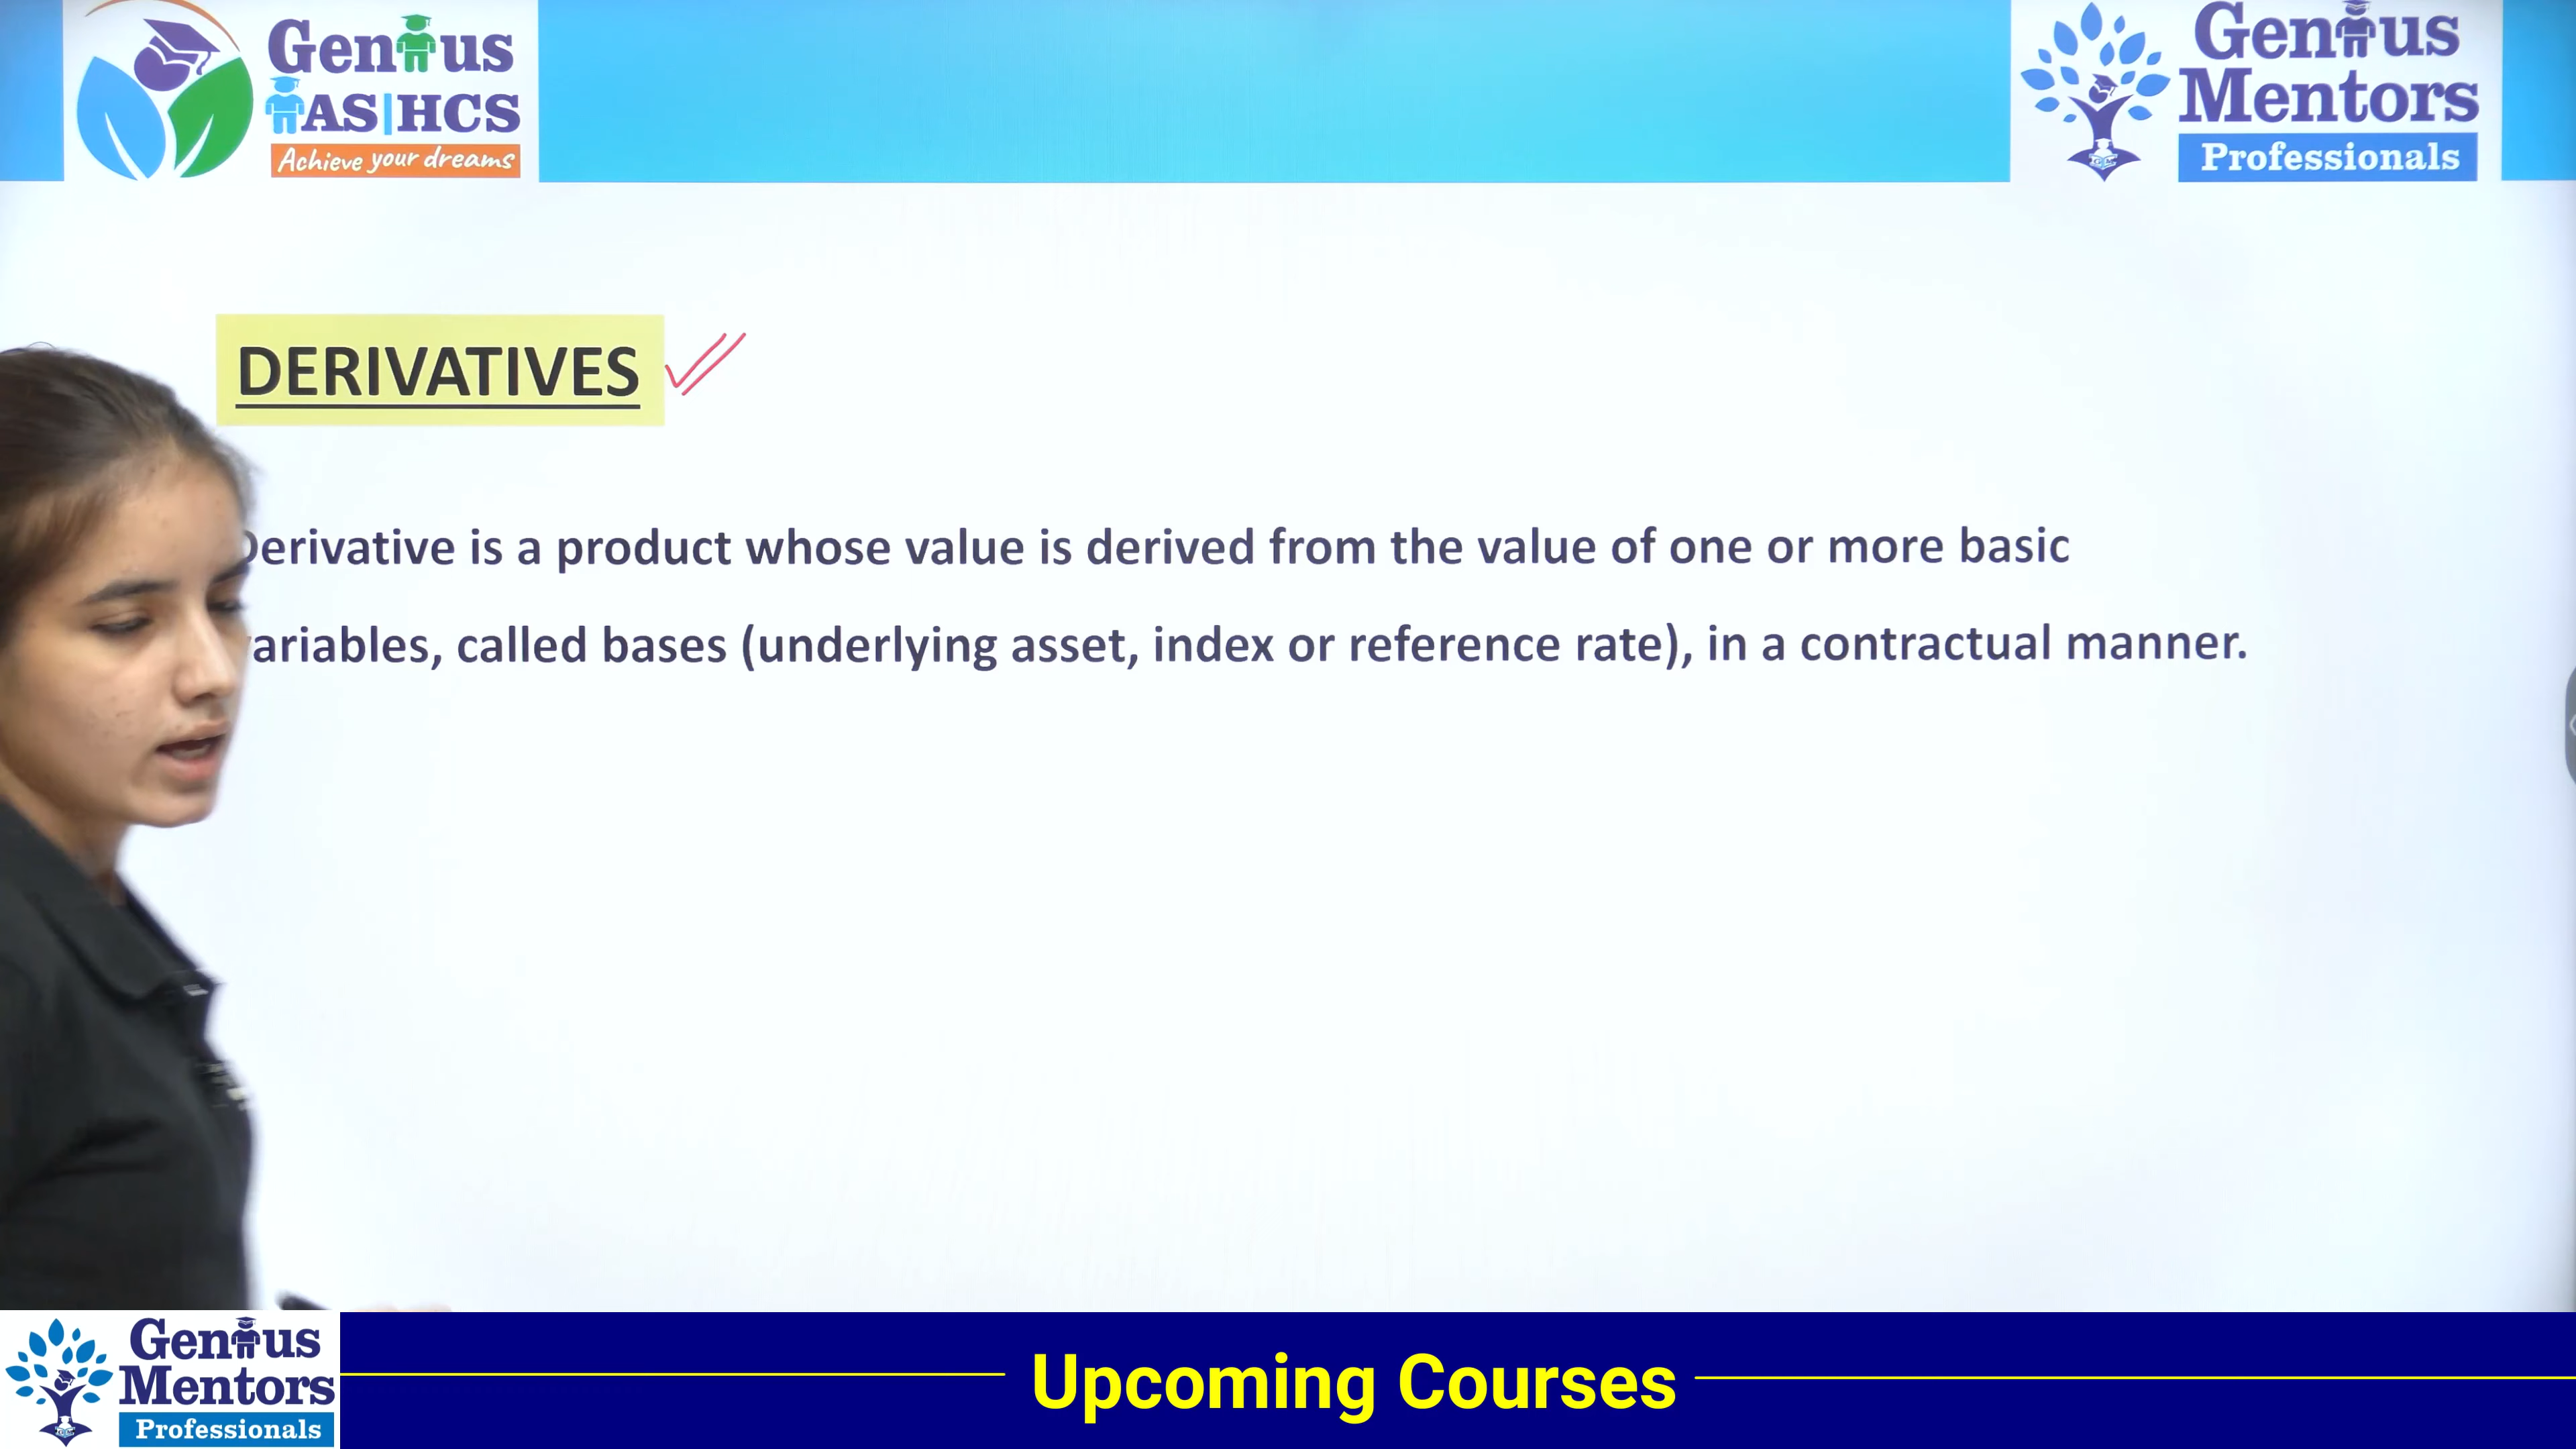 Genius
IAS|HCS
Achieve your dreams
Genius
Mentors
Professionals
DERIVATIVES
Derivative is a product whose value is derived from the value of one or more basic
variables, called bases (underlying asset, index or reference rate), in a contractual manner.
Genius
Mentors
Professionals
Upcoming Courses